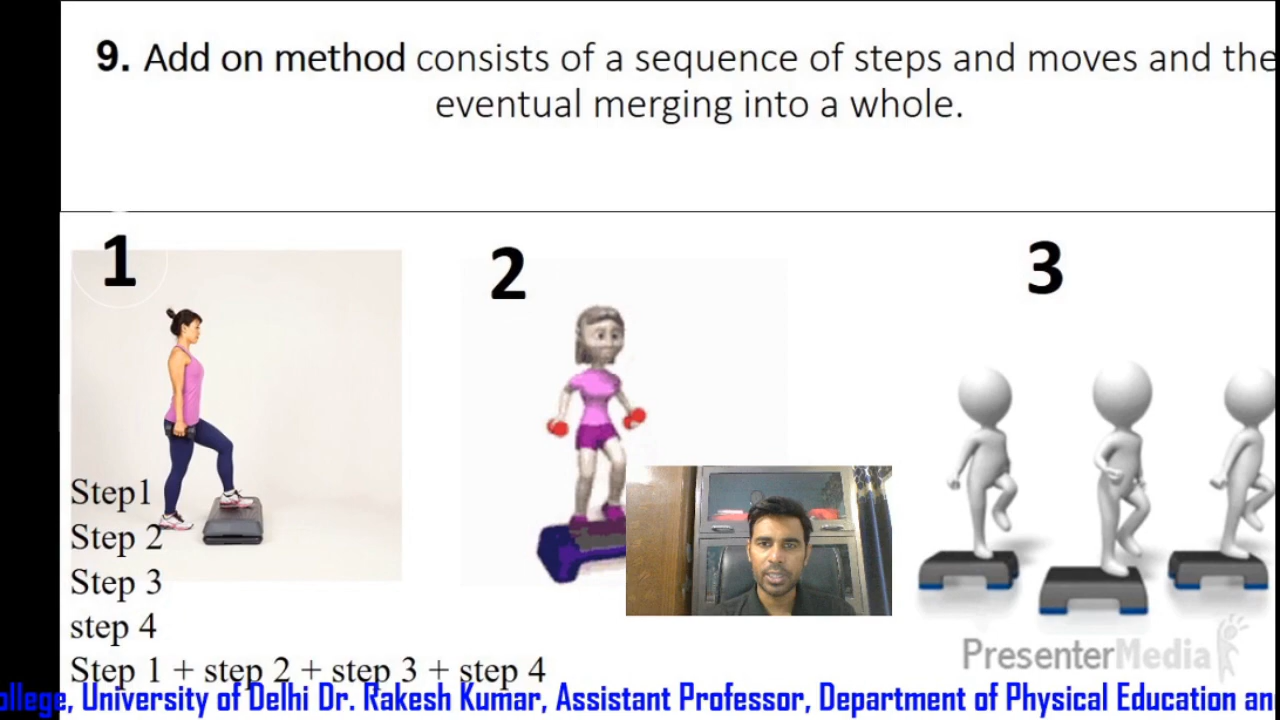 9. Add on method consists of a sequence of steps and moves and the
eventual merging into a whole.
1
2
3
Step1
Step 2
Step 3
step 4
Step 1 + step 2 + step 3 + step 4
PresenterMedia
University of Delhi Dr. Rakesh Kumar, Assistant Professor, Department of Physical Education